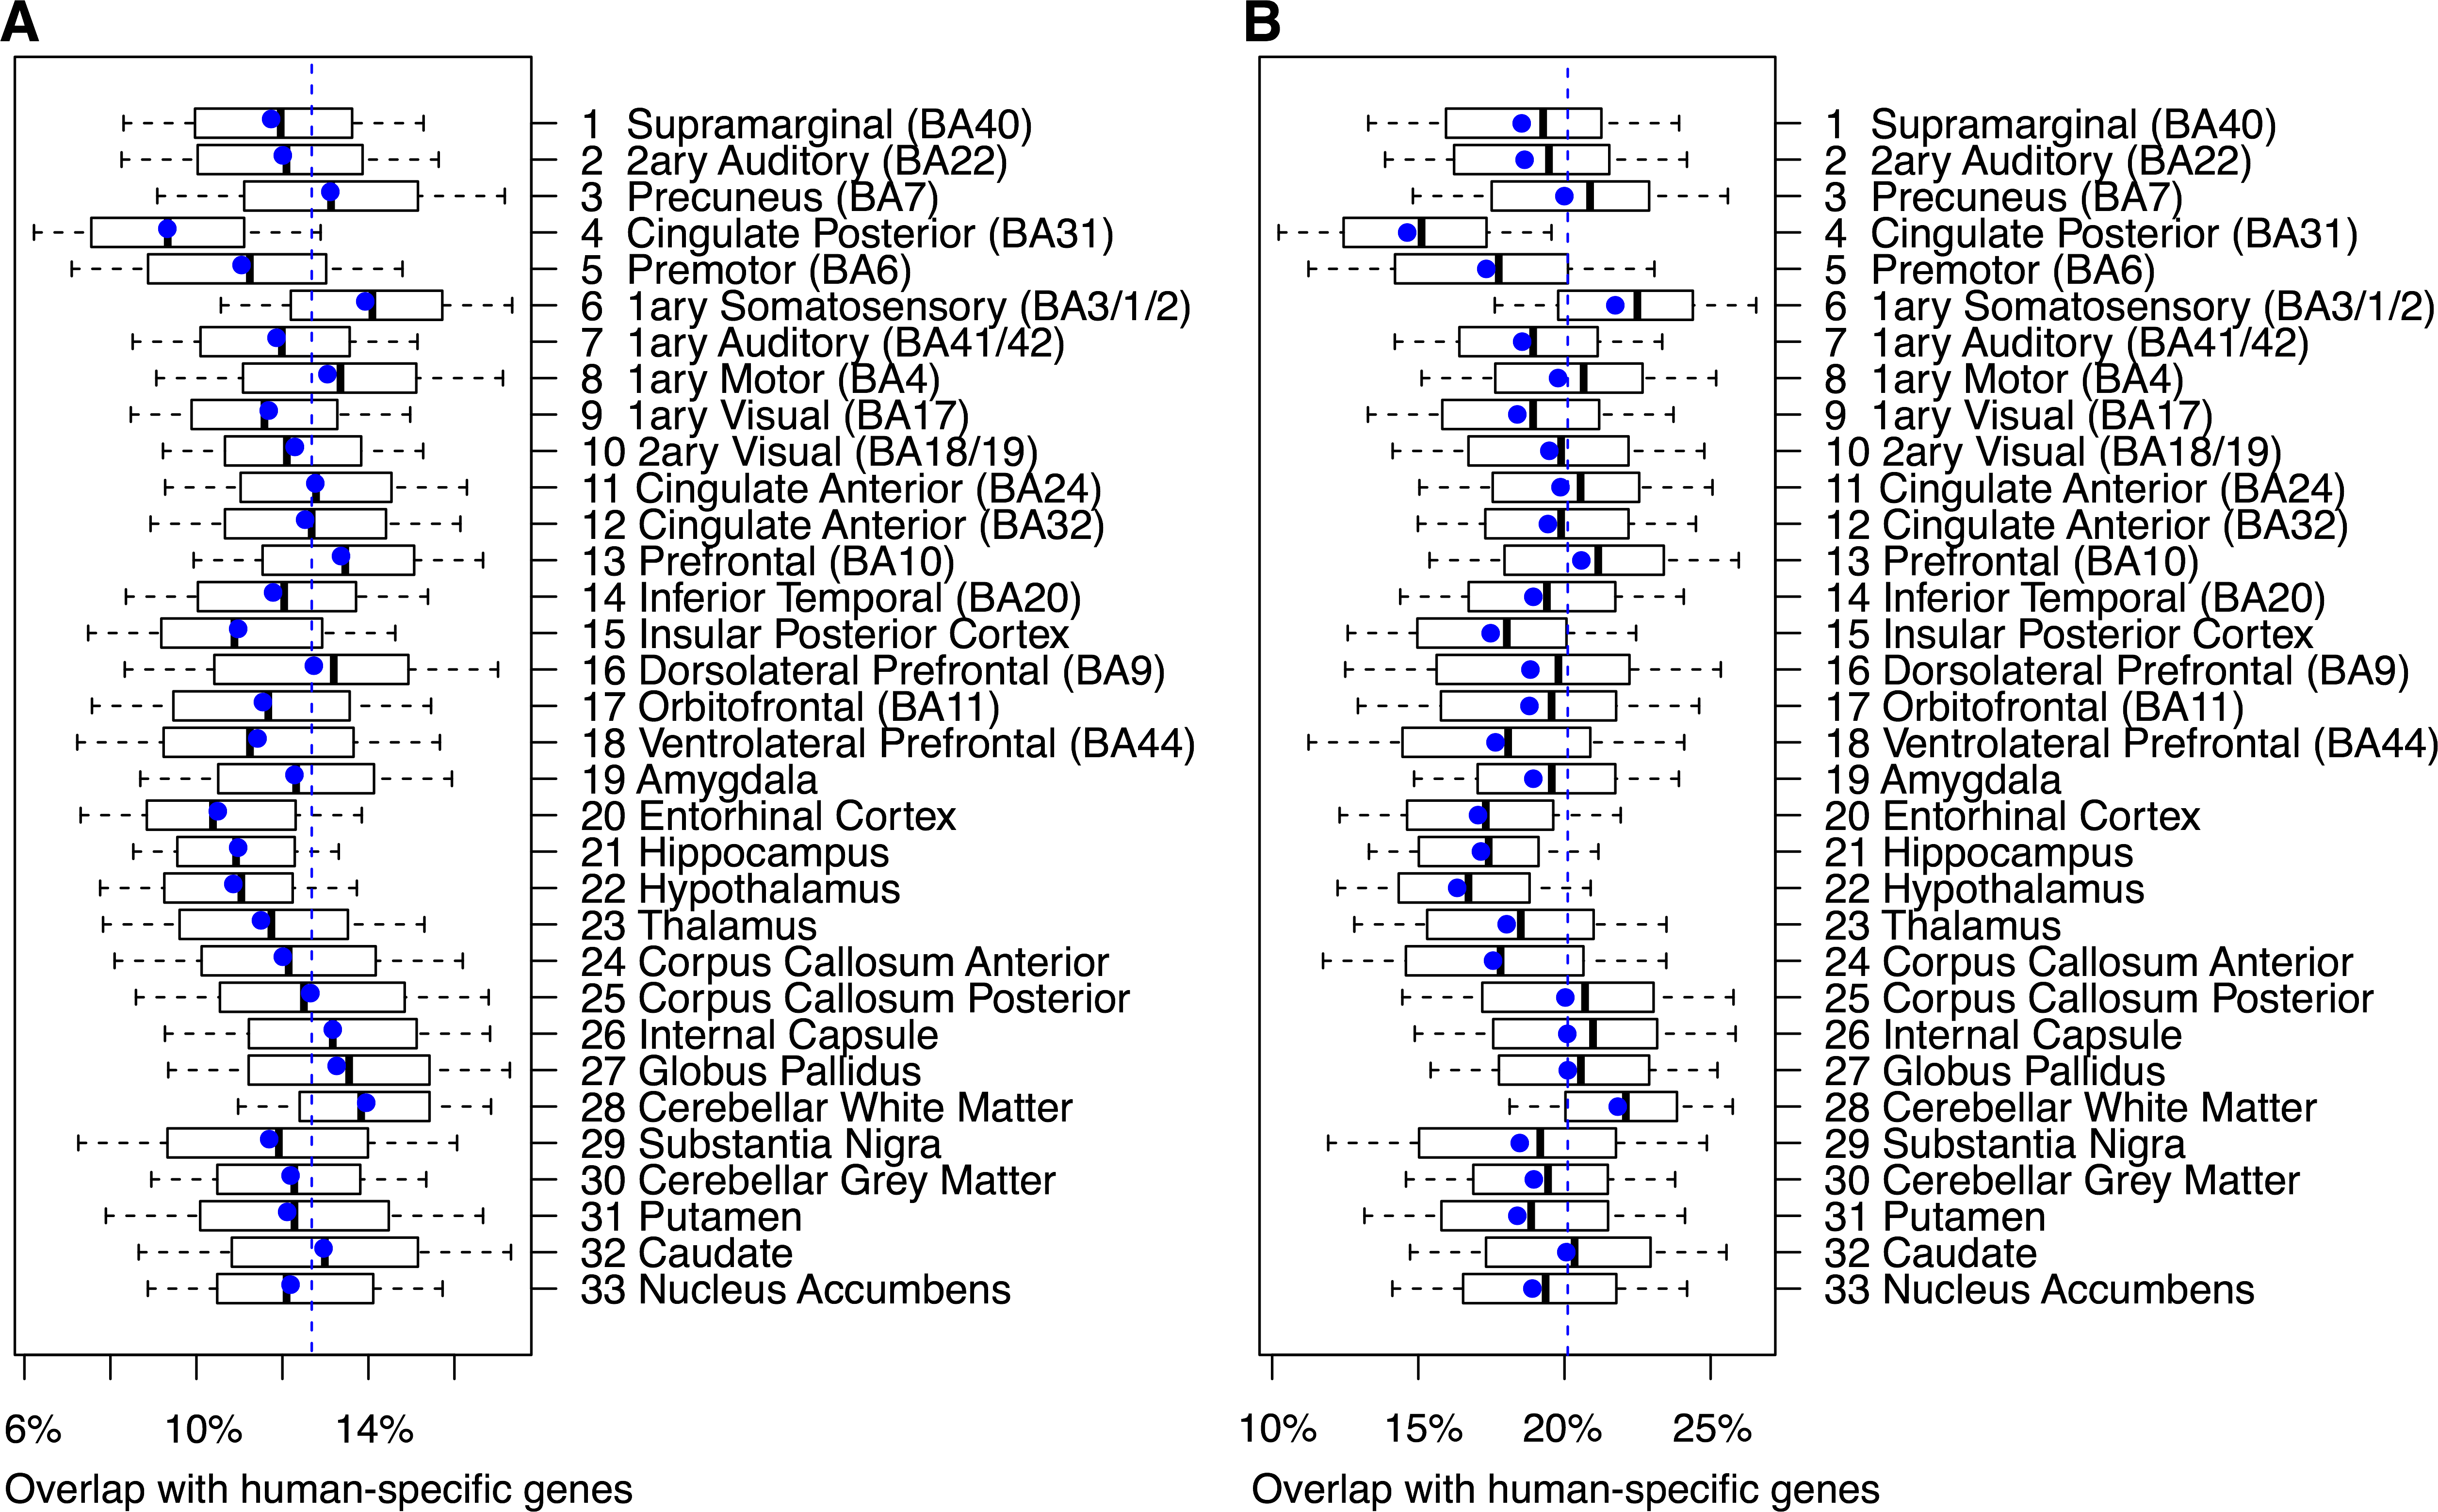 A
1 Supramarginal (BA40)
2 2ary Auditory (BA22)
3 Precuneus (BA7)
4 Cingulate Posterior (BA31)
5 Premotor (BA6)
6 1ary Somatosensory (BA3/1/2)
7 1ary Auditory (BA41/42)
8 1ary Motor (BA4)
9 1ary Visual (BA17)
10 2ary Visual (BA18/19)
11 Cingulate Anterior (BA24)
12 Cingulate Anterior (BA32)
13 Prefrontal (BA10)
14 Inferior Temporal (BA20)
15 Insular Posterior Cortex
16 Dorsolateral Prefrontal (BA9)
17 Orbitofrontal (BA11)
18 Ventrolateral Prefrontal (BA44)
19 Amygdala
20 Entorhinal Cortex
21 Hippocampus
22 Hypothalamus
23 Thalamus
24 Corpus Callosum Anterior
25 Corpus Callosum Posterior
26 Internal Capsule
27 Globus Pallidus
28 Cerebellar White Matter
29 Substantia Nigra
30 Cerebellar Grey Matter
31 Putamen
32 Caudate
33 Nucleus Accumbens
6% 10% 14%
Overlap with human-specific genes
B
1 Supramarginal (BA40)
2 2ary Auditory (BA22)
3 Precuneus (BA7)
4 Cingulate Posterior (BA31)
5 Premotor (BA6)
6 1ary Somatosensory (BA3/1/2)
7 1ary Auditory (BA41/42)
8 1ary Motor (BA4)
9 1ary Visual (BA17)
10 2ary Visual (BA18/19)
11 Cingulate Anterior (BA24)
12 Cingulate Anterior (BA32)
13 Prefrontal (BA10)
14 Inferior Temporal (BA20)
15 Insular Posterior Cortex
16 Dorsolateral Prefrontal (BA9)
17 Orbitofrontal (BA11)
18 Ventrolateral Prefrontal (BA44)
19 Amygdala
20 Entorhinal Cortex
21 Hippocampus
22 Hypothalamus
23 Thalamus
24 Corpus Callosum Anterior
25 Corpus Callosum Posterior
26 Internal Capsule
27 Globus Pallidus
28 Cerebellar White Matter
29 Substantia Nigra
30 Cerebellar Grey Matter
31 Putamen
32 Caudate
33 Nucleus Accumbens
10% 15% 20% 25%
Overlap with human-specific genes